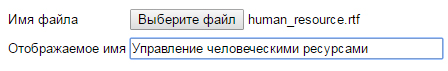 Имя файла Выберите файл human_resource.rtf
Отображаемое имя Управление человеческими ресурсами